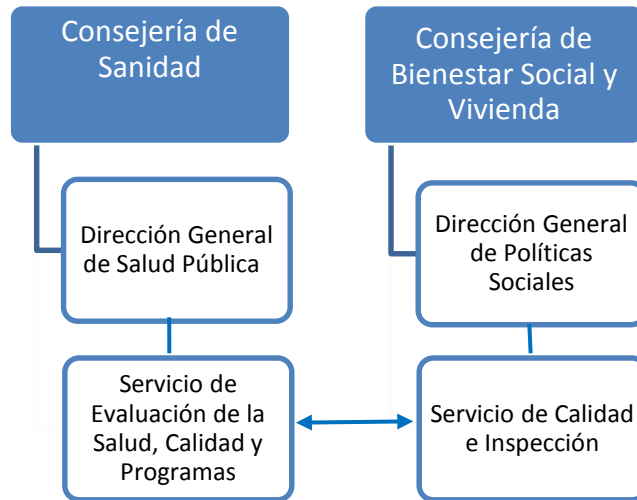 Consejería de
Sanidad
Consejería de
Bienestar Social y
Vivienda
Dirección General
de Salud Pública
Dirección General
de Políticas
Sociales
Servicio de
Evaluación de la
Salud, Calidad y
Programas
Servicio de Calidad
e Inspección